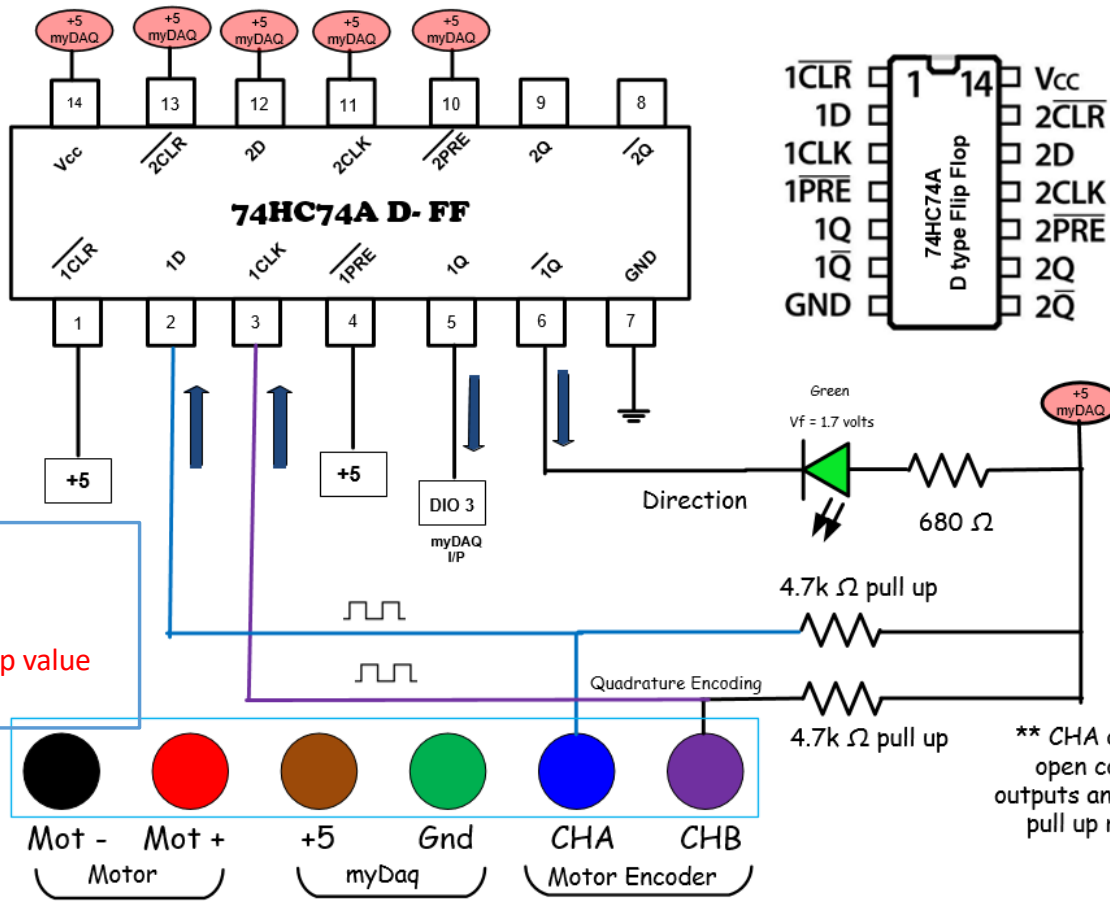 +5 myDAQ
+5 myDAQ
+5 myDAQ
+5 myDAQ
+5 myDAQ
14 13 12 11 10 9 8
Vcc 2CLR 2D 2CLK 2PRE 2Q 2Q
74HC74A D- FF
1CLR 1D 1CLK 1PRE 1Q 1Q GND
1 2 3 4 5 6 7
1CLR 1 14 Vcc
1D 2CLR
1CLK 2D
1PRE 2CLK
1Q 2PRE
1Q 2Q
GND 2Q
74HC74A
D type Flip Flop
+5
+5
DIO 3
myDAQ
I/P
Direction
Green
Vf = 1.7 volts
680 Ω
+5
myDAQ
4.7k Ω pull up
Quadrature Encoding
4.7k Ω pull up
p value
** CHA
open
outputs
pull up
Mot - Mot + +5 Gnd CHA CHB
Motor myDaq Motor Encoder